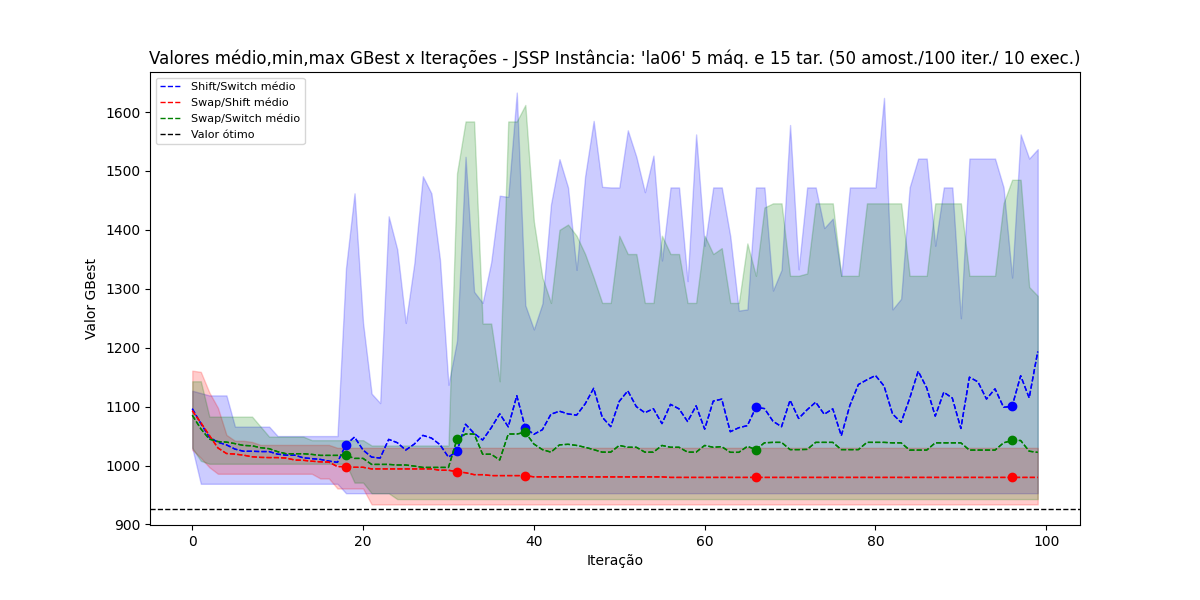 Valores médio,min,max GBest x Iterações - JSSP Instância: 'la06' 5 máq. e 15 tar. (50 amost./100 iter./ 10 exec.)
Shift/Switch médio
Swap/Shift médio
Swap/Switch médio
Valor ótimo
Valor GBest
1600
1500
1400
1300
1200
1100
1000
900
0 20 40 60 80 100
Iteração